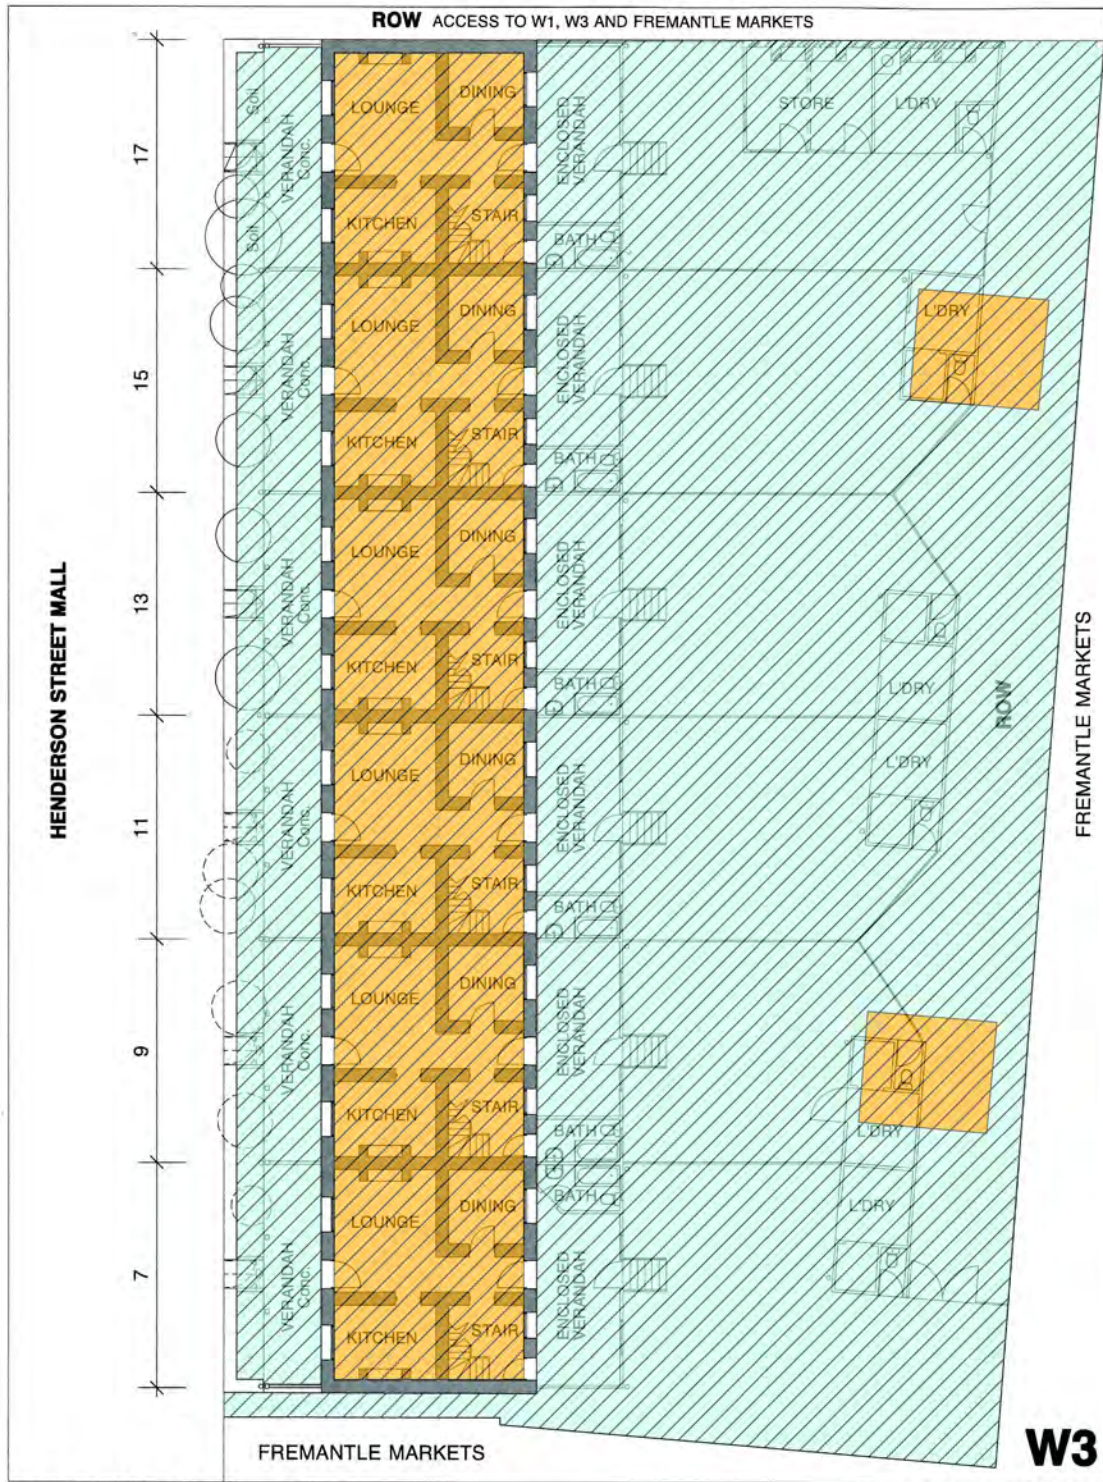 ROW ACCESS TO W1, W3 AND FREMANTLE MARKETS
HENDERSON STREET MALL
17
Soil
Soil
VERANDAH
Conc.
LOUNGE
DINING
KITCHEN
STAIR
ENCLOSED
VERANDAH
BATH
STORE
L'DRY
15
VERANDAH
Conc.
LOUNGE
DINING
KITCHEN
STAIR
ENCLOSED
VERANDAH
BATH
L'DRY
13
VERANDAH
Conc.
LOUNGE
DINING
KITCHEN
STAIR
ENCLOSED
VERANDAH
BATH
L'DRY
ROW
FREMANTLE MARKETS
11
VERANDAH
Conc.
LOUNGE
DINING
KITCHEN
STAIR
ENCLOSED
VERANDAH
BATH
L'DRY
9
VERANDAH
Conc.
LOUNGE
DINING
KITCHEN
STAIR
ENCLOSED
VERANDAH
BATH
L'DRY
7
VERANDAH
Conc.
LOUNGE
DINING
KITCHEN
STAIR
BATH
ENCLOSED
VERANDAH
L'DRY
FREMANTLE MARKETS
W3